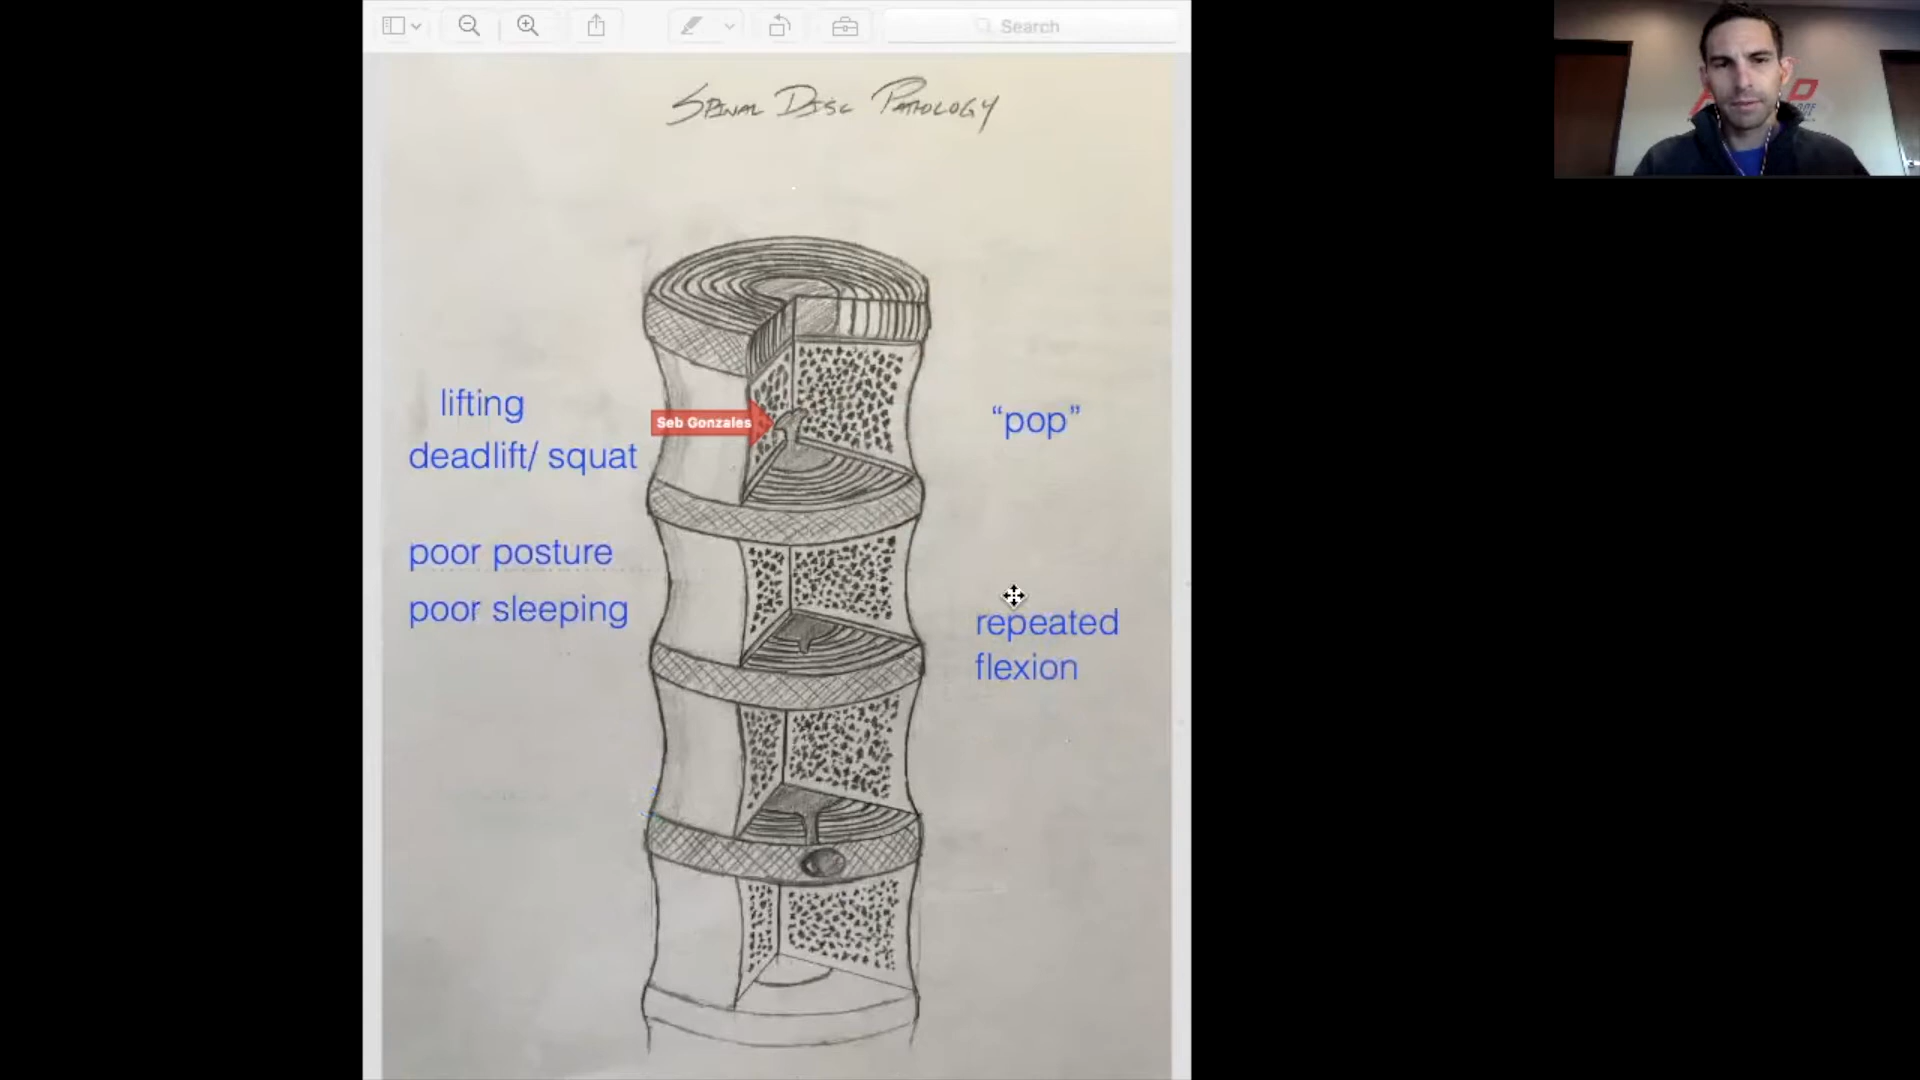 Search
SPINAL DISC PATHOLOGY
lifting
deadlift/ squat
Seb Gonzales
“pop”
poor posture
poor sleeping
repeated
flexion